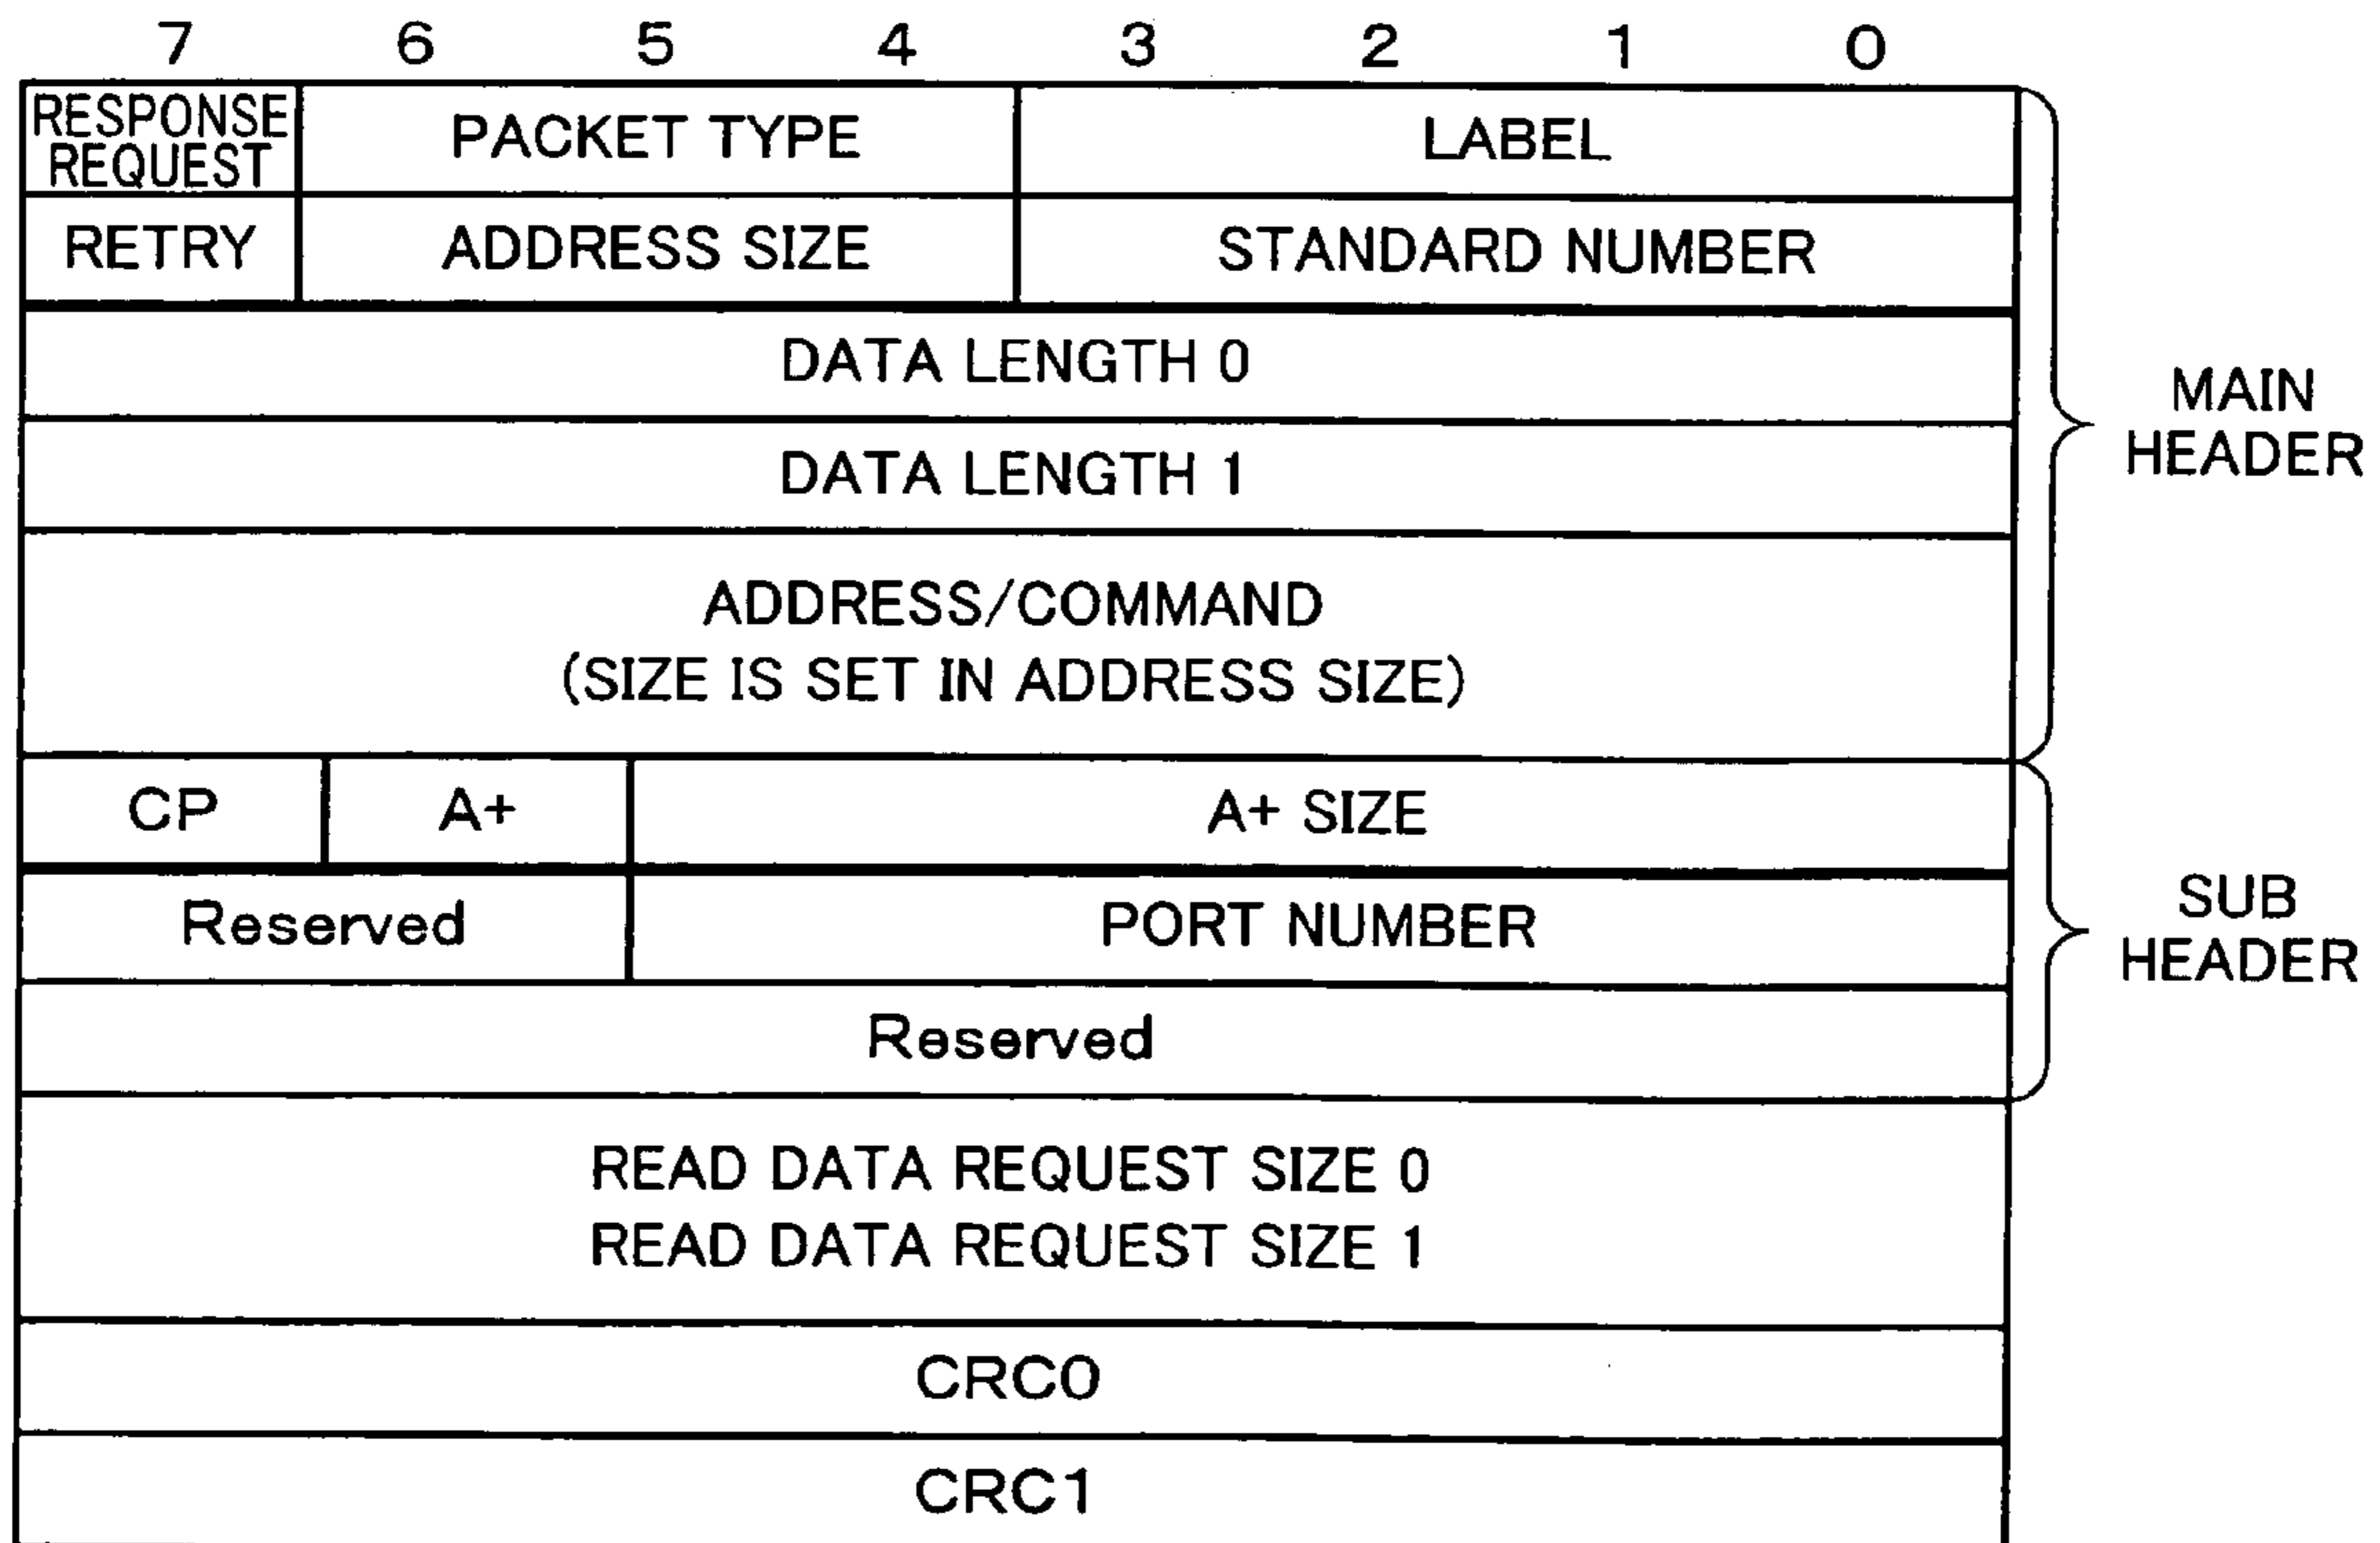 7 6 5 4 3 2 1 0
RESPONSE
REQUEST
PACKET TYPE
LABEL
RETRY
ADDRESS SIZE
STANDARD NUMBER
DATA LENGTH 0
DATA LENGTH 1
ADDRESS/COMMAND
(SIZE IS SET IN ADDRESS SIZE)
MAIN
HEADER
CP
A+
A+ SIZE
Reserved
PORT NUMBER
Reserved
SUB
HEADER
READ DATA REQUEST SIZE 0
READ DATA REQUEST SIZE 1
CRC0
CRC1